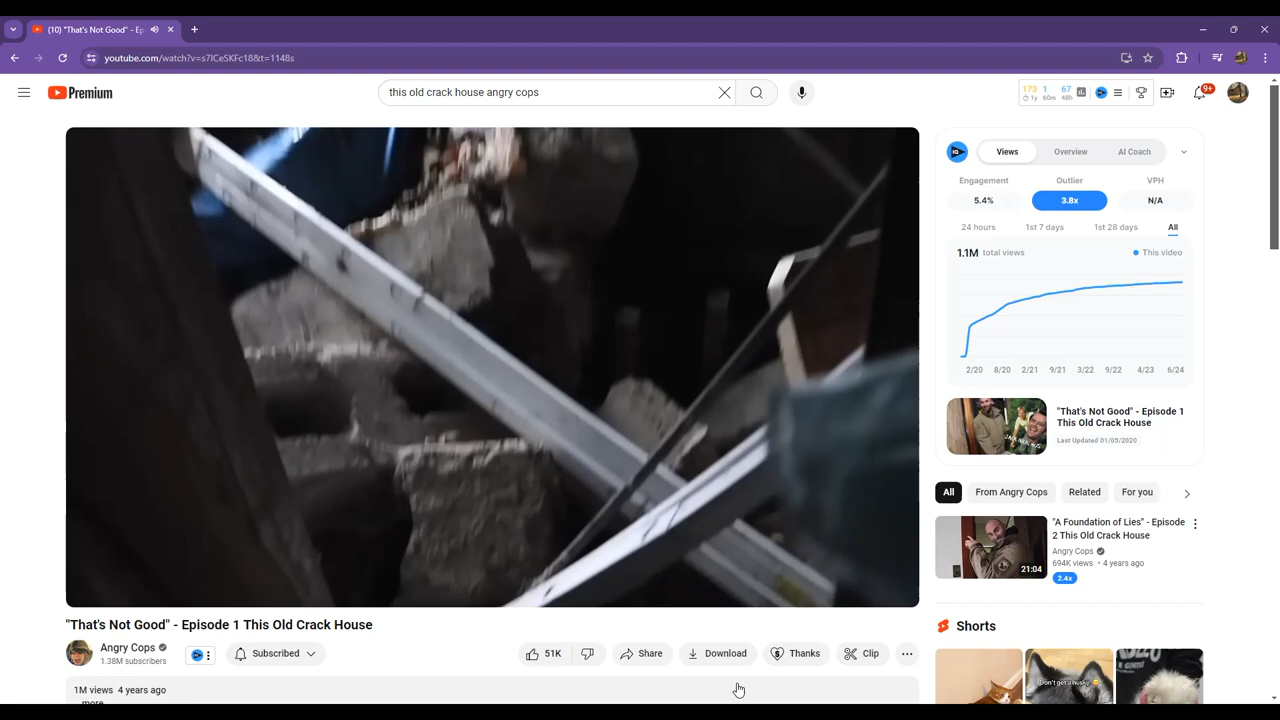 (10) "That's Not Good" - Ep
youtube.com/watch?v=s7ICeSKFc18&t=1148s
Premium
this old crack house angry cops
173 1 67
1y 60m 48h
9+
Views Overview AI Coach
Engagement Outlier VPH
5.4% 3.8x N/A
24 hours 1st 7 days 1st 28 days All
1.1M total views This video
2/20 8/20 2/21 9/21 3/22 9/22 4/23 6/24
"That's Not Good" - Episode 1
This Old Crack House
Last Updated 01/05/2020
All From Angry Cops Related For you
"A Foundation of Lies" - Episode
2 This Old Crack House
Angry Cops
694K views • 4 years ago
2.4x
21:04
"That's Not Good" - Episode 1 This Old Crack House
Angry Cops
1.38M subscribers
Subscribed
51K Share Download Thanks Clip
1M views 4 years ago
more
Shorts
Don't get a husky